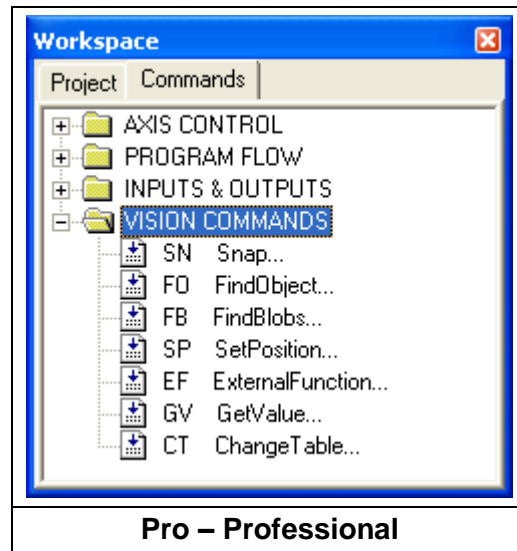 Workspace
Project Commands
AXIS CONTROL
PROGRAM FLOW
INPUTS & OUTPUTS
VISION COMMANDS
SN Snap...
FO FindObject...
FB FindBlobs...
SP SetPosition...
EF ExternalFunction...
GV GetValue...
CT ChangeTable...
Pro – Professional